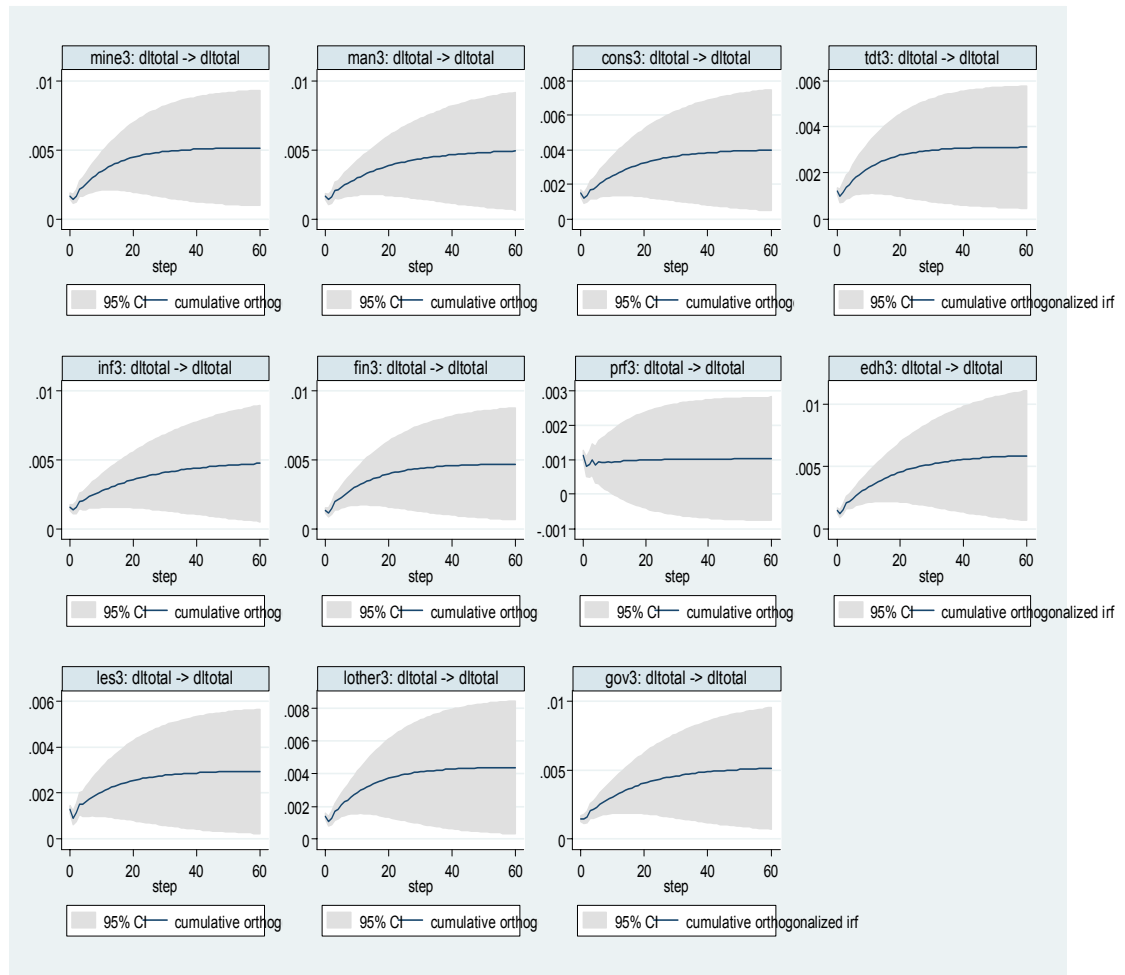 mine3: dltotal -> dltotal
.01
.005
0
0 20 40 60
step
95% CI cumulative orthog
man3: dltotal -> dltotal
.01
.005
0
0 20 40 60
step
95% CI cumulative orthog
cons3: dltotal -> dltotal
.008
.006
.004
.002
0
0 20 40 60
step
95% CI cumulative orthog
tdt3: dltotal -> dltotal
.006
.004
.002
0
0 20 40 60
step
95% CI cumulative orthogonalized irf
inf3: dltotal -> dltotal
.01
.005
0
0 20 40 60
step
95% CI cumulative orthog
fin3: dltotal -> dltotal
.01
.005
0
0 20 40 60
step
95% CI cumulative orthog
prf3: dltotal -> dltotal
.003
.002
.001
0
-.001
0 20 40 60
step
95% CI cumulative orthog
edh3: dltotal -> dltotal
.01
.005
0
0 20 40 60
step
95% CI cumulative orthogonalized irf
les3: dltotal -> dltotal
.006
.004
.002
0
0 20 40 60
step
95% CI cumulative orthog
lother3: dltotal -> dltotal
.008
.006
.004
.002
0
0 20 40 60
step
95% CI cumulative orthog
gov3: dltotal -> dltotal
.01
.005
0
0 20 40 60
step
95% CI cumulative orthogonalized irf